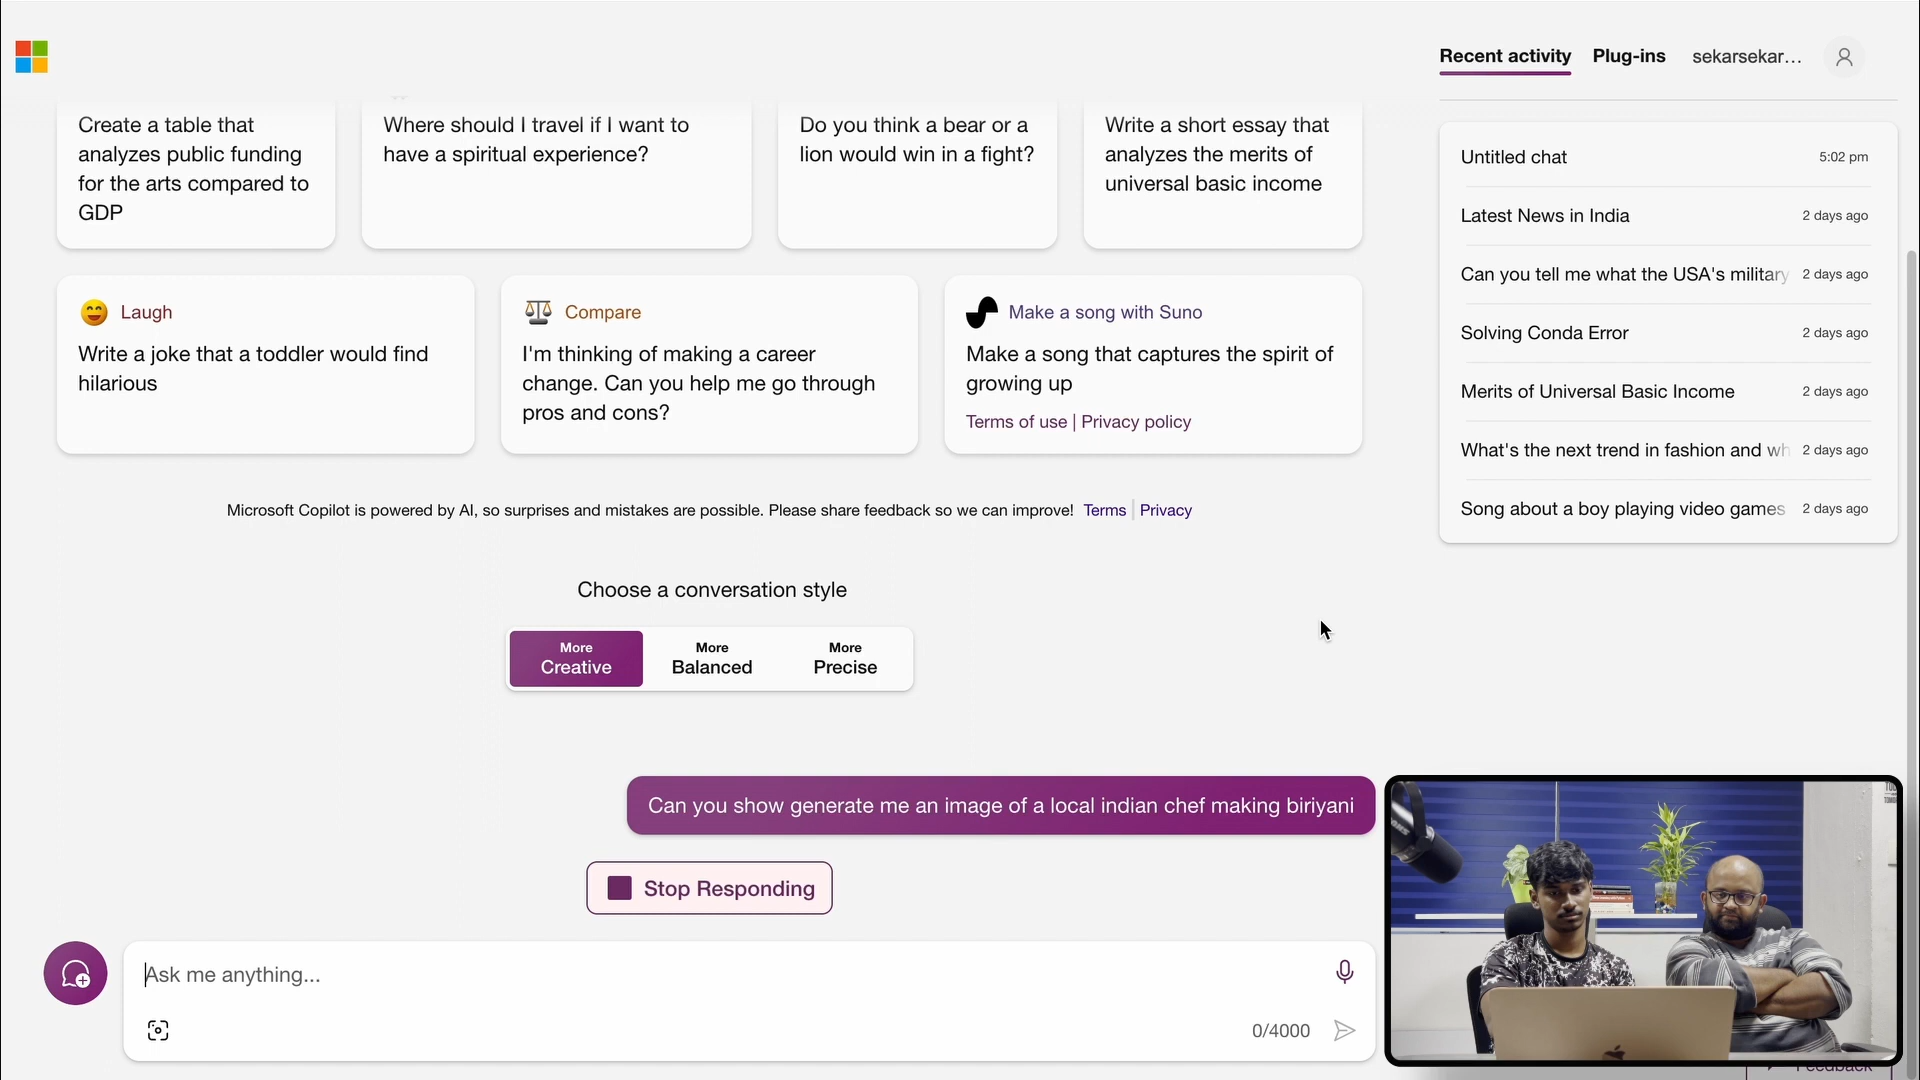 Recent activity
Plug-ins
sekarsekar...
Create a table that
analyzes public funding
for the arts compared to
GDP
Where should I travel if I want to
have a spiritual experience?
Do you think a bear or a
lion would win in a fight?
Write a short essay that
analyzes the merits of
universal basic income
Untitled chat
5:02 pm
Latest News in India
2 days ago
Can you tell me what the USA's military
2 days ago
Solving Conda Error
2 days ago
Merits of Universal Basic Income
2 days ago
What's the next trend in fashion and wh
2 days ago
Song about a boy playing video games
2 days ago
Laugh
Write a joke that a toddler would find
hilarious
Compare
I'm thinking of making a career
change. Can you help me go through
pros and cons?
Make a song with Suno
Make a song that captures the spirit of
growing up
Terms of use | Privacy policy
Microsoft Copilot is powered by AI, so surprises and mistakes are possible. Please share feedback so we can improve! Terms | Privacy
Choose a conversation style
More
Creative
More
Balanced
More
Precise
Can you show generate me an image of a local indian chef making biriyani
Stop Responding
Ask me anything...
0/4000
Feedback